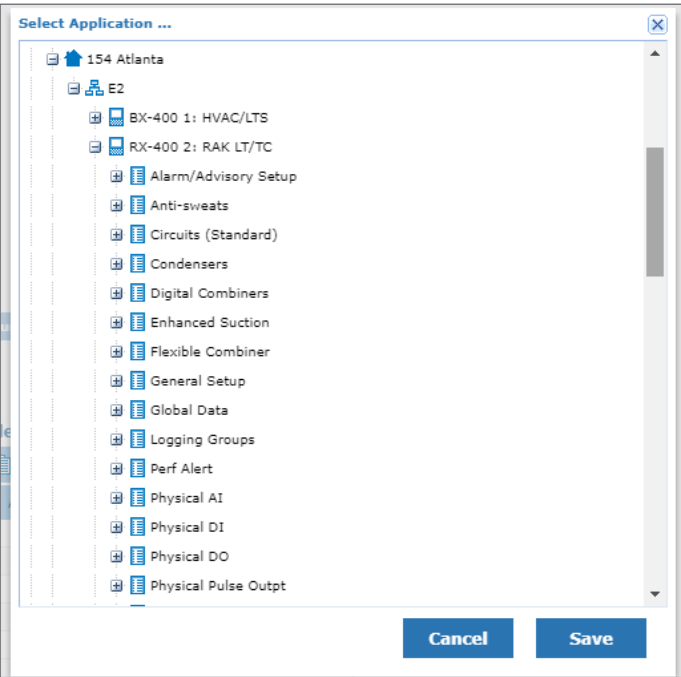 Select Application ...
154 Atlanta
E2
BX-400 1: HVAC/LTS
RX-400 2: RAK LT/TC
Alarm/Advisory Setup
Anti-sweats
Circuits (Standard)
Condensers
Digital Combiners
Enhanced Suction
Flexible Combiner
General Setup
Global Data
Logging Groups
Perf Alert
Physical AI
Physical DI
Physical DO
Physical Pulse Outpt
Cancel Save